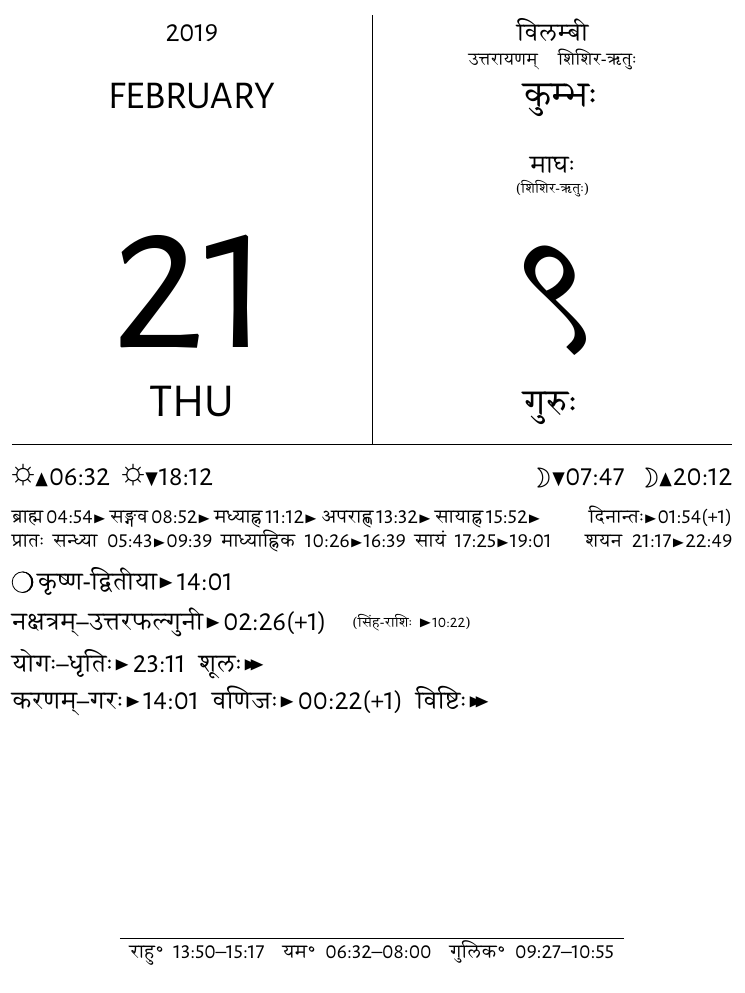 2019
FEBRUARY
21
THU
विलम्बी
उत्तरायणम् शिशिर-ऋतुः
कुम्भः
माघः
(शिशिर-ऋतुः)
९
गुरुः
☼▲06:32 ☼▼18:12 ☽▼07:47 ☽▲20:12
ब्राह्म 04:54► सङ्गव 08:52► मध्याह्न 11:12► अपराह्ण 13:32► सायाह्न 15:52► दिनान्तः►01:54(+1)
प्रातः सन्ध्या 05:43►09:39 माध्याह्निक 10:26►16:39 सायं 17:25►19:01 शयन 21:17►22:49
○कृष्ण-द्वितीया►14:01
नक्षत्रम्–उत्तरफल्गुनी►02:26(+1) (सिंह-राशिः ►10:22)
योगः–धृतिः►23:11 शूलः►►
करणम्–गरः►14:01 वणिजः►00:22(+1) विष्टिः►►
राहु॰ 13:50–15:17 यम॰ 06:32–08:00 गुलिक॰ 09:27–10:55